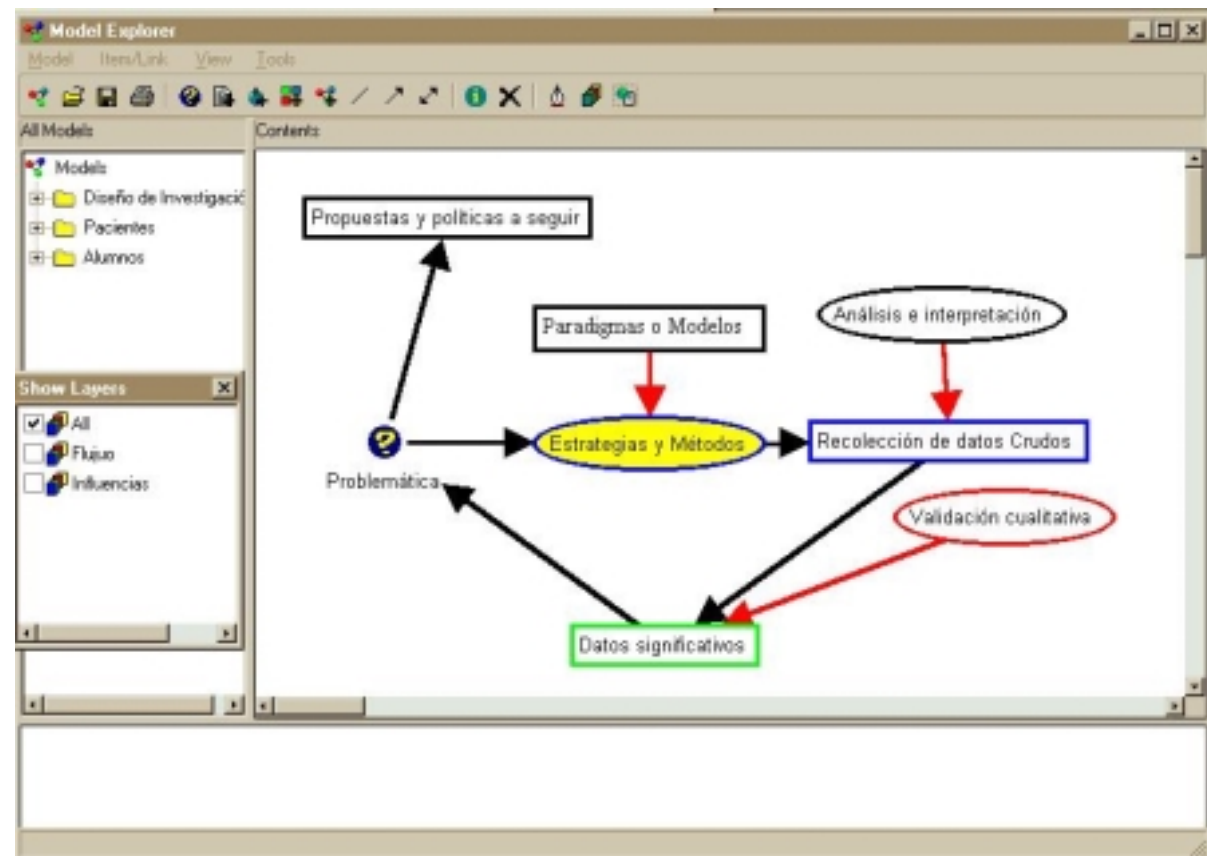 Model Explorer
Model Item/Link View Tools
All Models
Contents
Models
Diseño de Investigació
Pacientes
Alumnos
Show Layers
All
Flujuo
Influencias
Propuestas y políticas a seguir
Paradigmas o Modelos
Análisis e interpretación
Estrategias y Métodos
Recolección de datos Crudos
Problemática
Validación cualitativa
Datos significativos